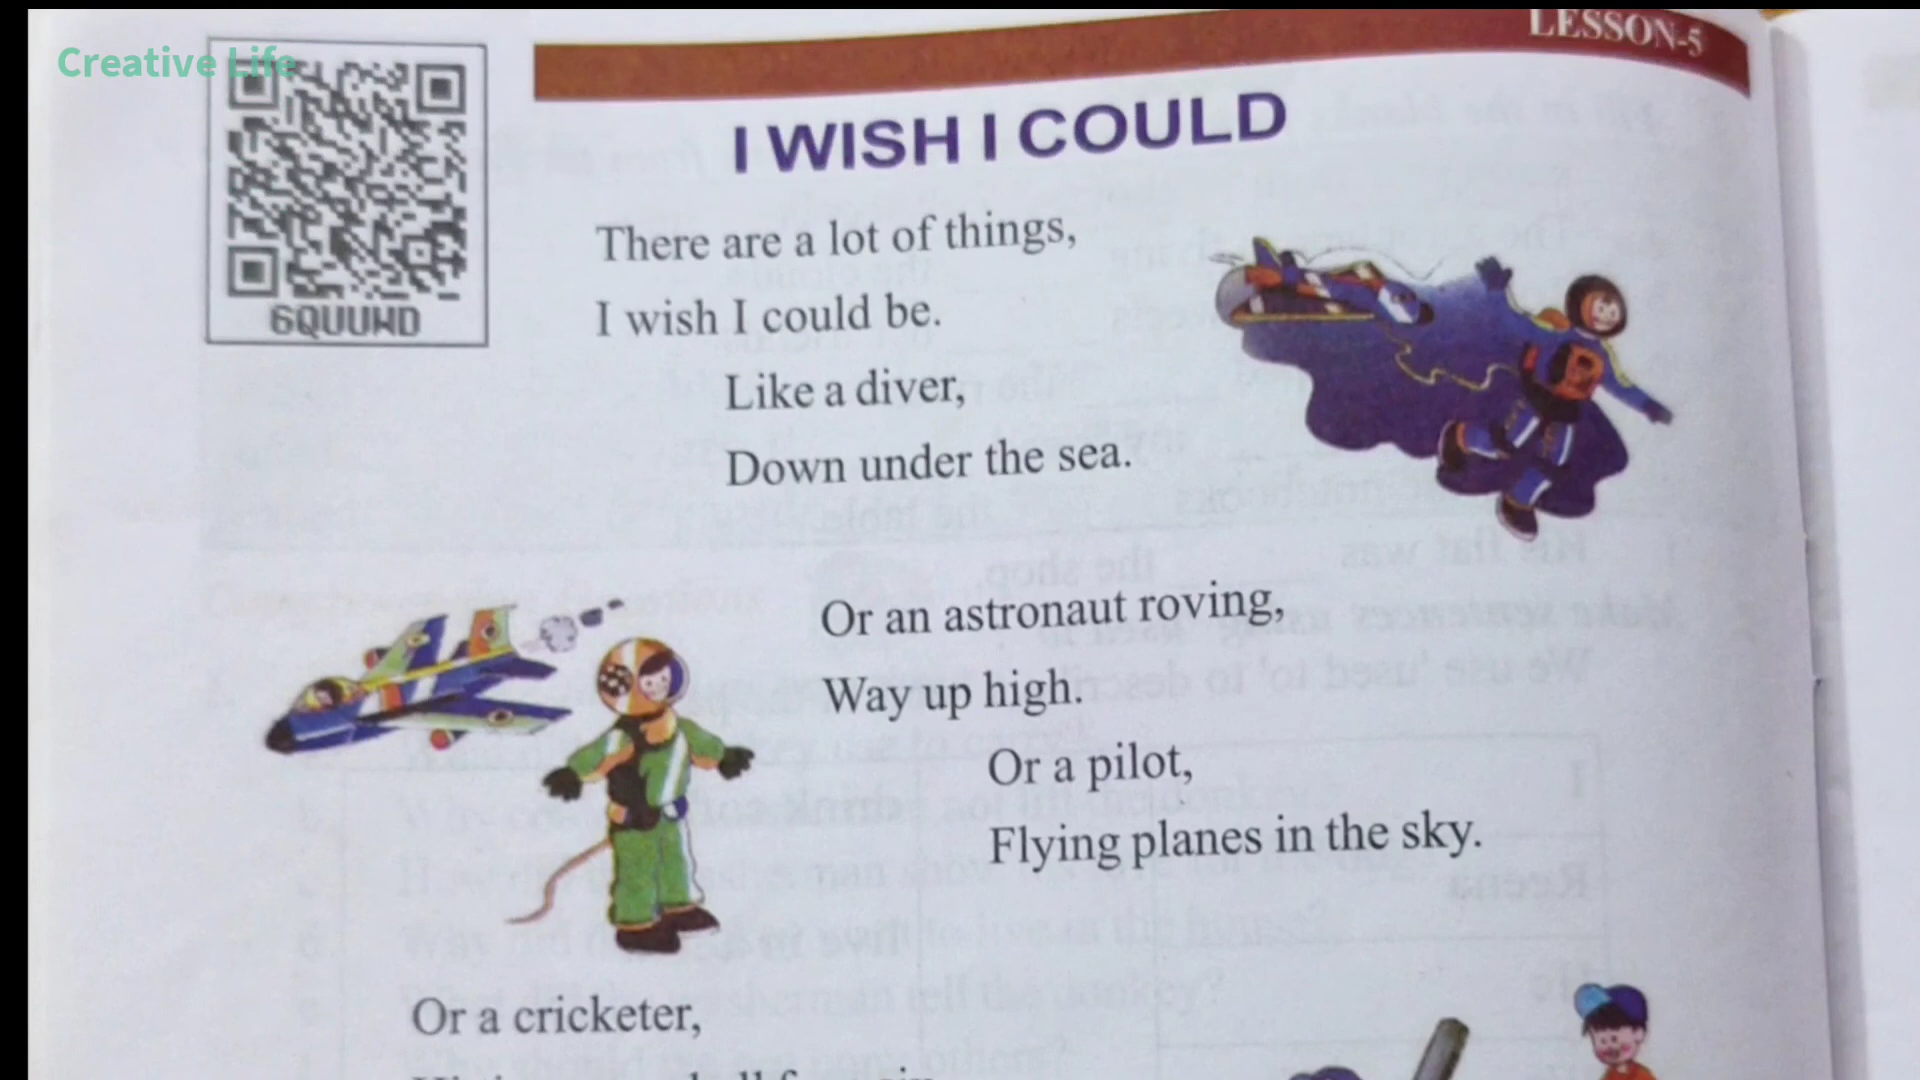 Creative Life
LESSON-5
6QUUWD
I WISH I COULD
There are a lot of things,
I wish I could be.
Like a diver,
Down under the sea.
Or an astronaut roving,
Way up high.
Or a pilot,
Flying planes in the sky.
Or a cricketer,